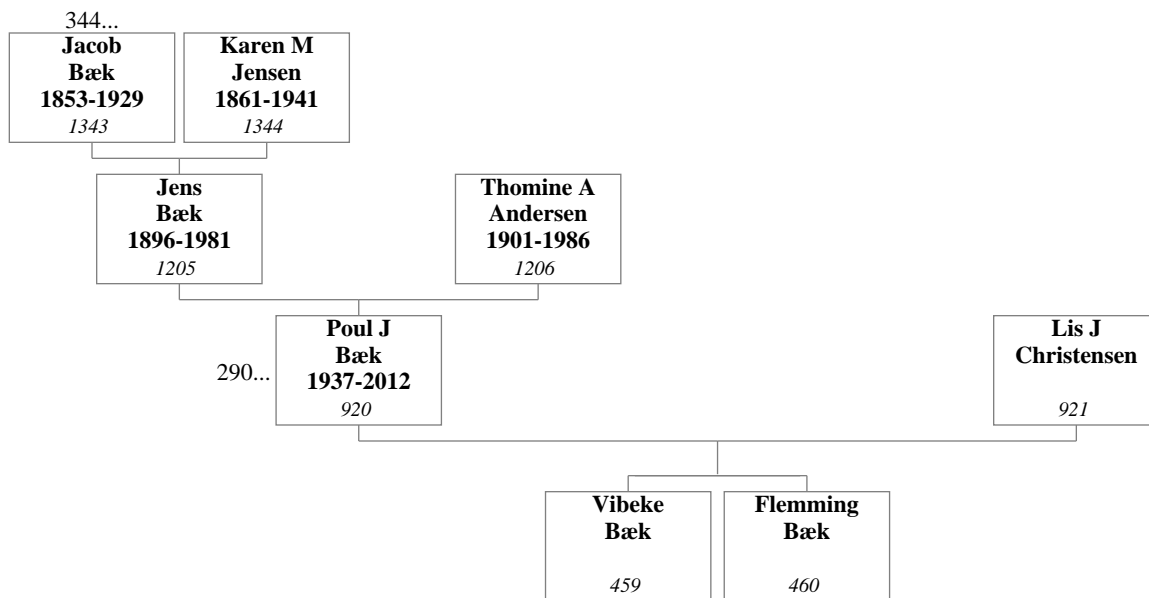 344...
Jacob
Bæk
1853-1929
1343
Karen M
Jensen
1861-1941
1344
Jens
Bæk
1896-1981
1205
Thomine A
Andersen
1901-1986
1206
290...
Poul J
Bæk
1937-2012
920
Lis J
Christensen
921
Vibeke
Bæk
459
Flemming
Bæk
460